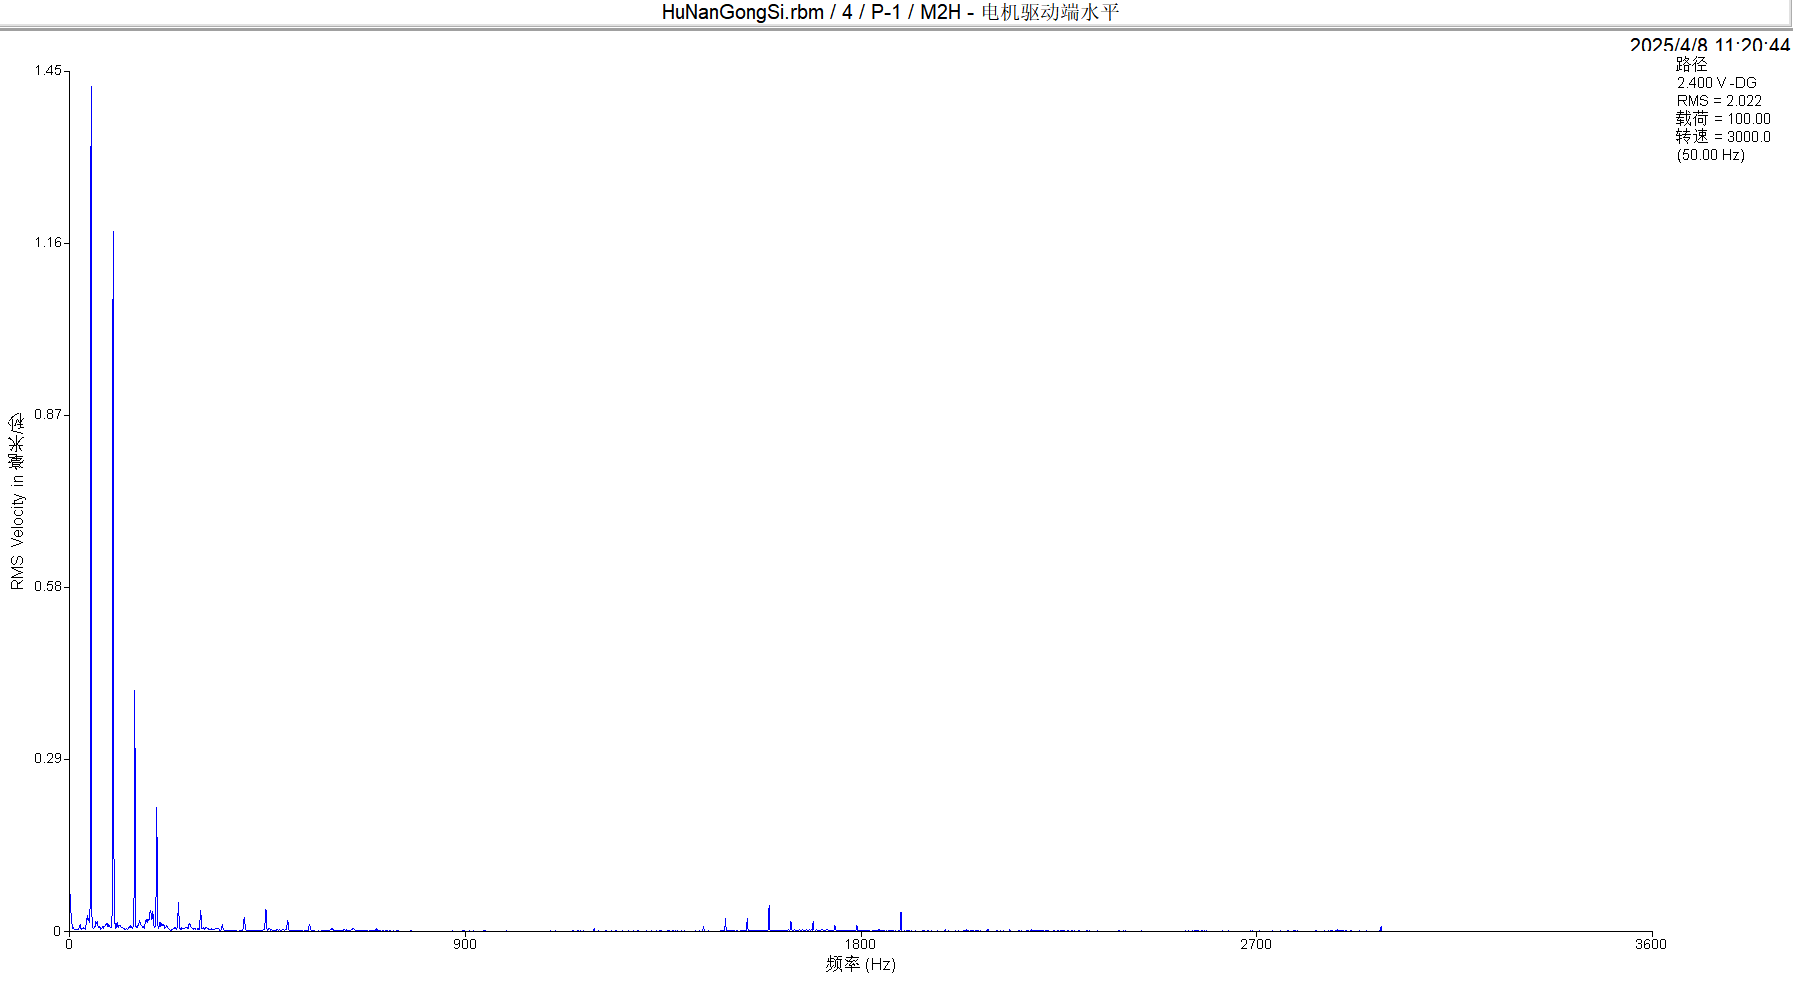 HuNanGongSi.rbm / 4 / P-1 / M2H - 电机驱动端水平
2025/4/8 11:20:44
路径
2.400 V -DG
RMS = 2.022
载荷 = 100.00
转速 = 3000.0
(50.00 Hz)
1.45
1.16
0.87
0.58
0.29
0
RMS Velocity in 毫米/秒
0
900
1800
2700
3600
频率 (Hz)